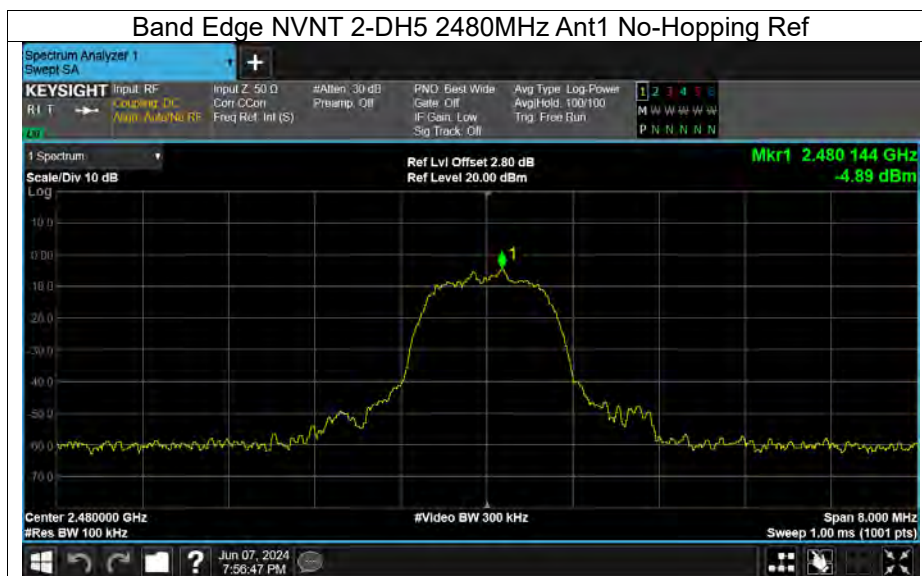 Band Edge NVNT 2-DH5 2480MHz Ant1 No-Hopping Ref
Spectrum Analyzer 1
Swept SA
+
KEYSIGHT Input: RF Input Z: 50 Ω #Atten: 30 dB PNO: Best Wide Avg Type: Log-Power 1 2 3 4 5 6
R L T Coupling: DC Corr CCorr Preamp: Off Gate: Off Avg|Hold: 100/100 M W W W W W
Align: Auto/No RF Freq Ref: Int (S) IF Gain: Low Trig: Free Run
Sig Track: Off P N N N N N
1 Spectrum
Scale/Div 10 dB
Ref Lvl Offset 2.80 dB
Ref Level 20.00 dBm
Mkr1 2.480 144 GHz
-4.89 dBm
Log
10.0
0.00
1
-10.0
-20.0
-30.0
-40.0
-50.0
-60.0
-70.0
Center 2.480000 GHz #Video BW 300 kHz Span 8.000 MHz
#Res BW 100 kHz Sweep 1.00 ms (1001 pts)
?
Jun 07, 2024
7:56:47 PM